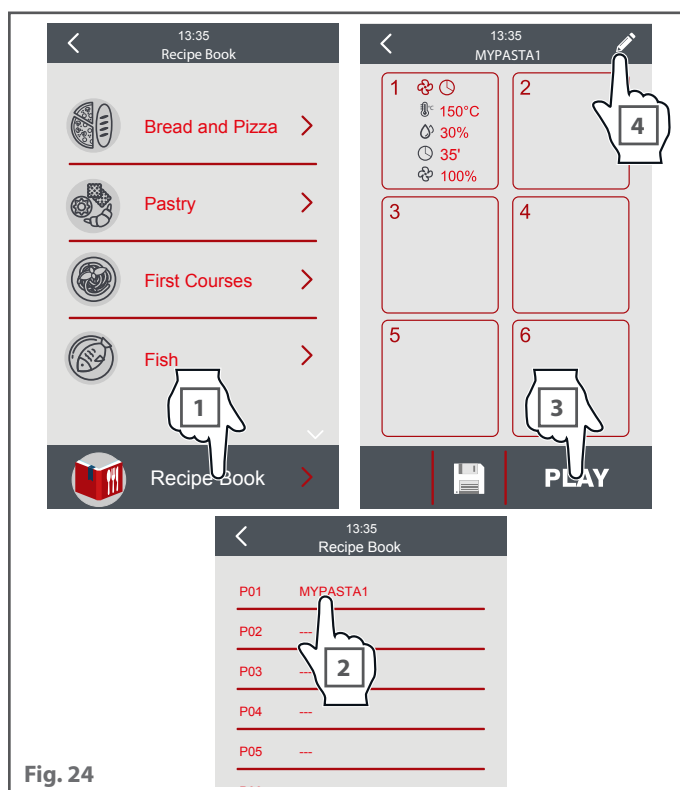 13:35
Recipe Book
Bread and Pizza
Pastry
First Courses
Fish
1
Recipe Book
13:35
MYPASTA1
4
1
150°C
30%
35'
100%
2
3
4
5
6
3
PLAY
13:35
Recipe Book
P01 MYPASTA1
P02 ---
2
P03 ---
P04 ---
P05 ---
Fig. 24